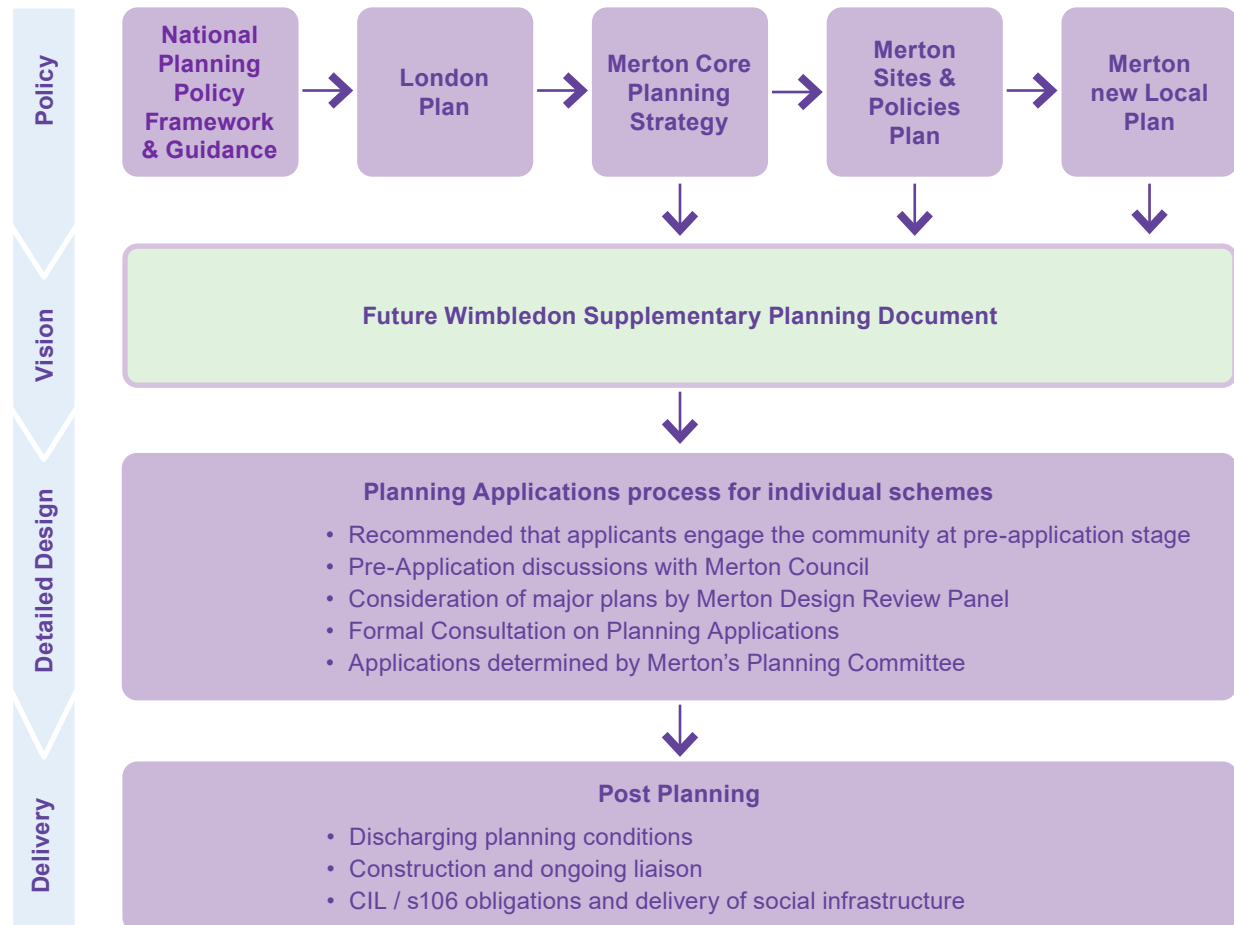 Policy
National
Planning
Policy
Framework
& Guidance
London
Plan
Merton Core
Planning
Strategy
Merton
Sites &
Policies
Plan
Merton
new Local
Plan
Vision
Future Wimbledon Supplementary Planning Document
Detailed Design
Planning Applications process for individual schemes
• Recommended that applicants engage the community at pre-application stage
• Pre-Application discussions with Merton Council
• Consideration of major plans by Merton Design Review Panel
• Formal Consultation on Planning Applications
• Applications determined by Merton's Planning Committee
Delivery
Post Planning
• Discharging planning conditions
• Construction and ongoing liaison
• CIL / s106 obligations and delivery of social infrastructure